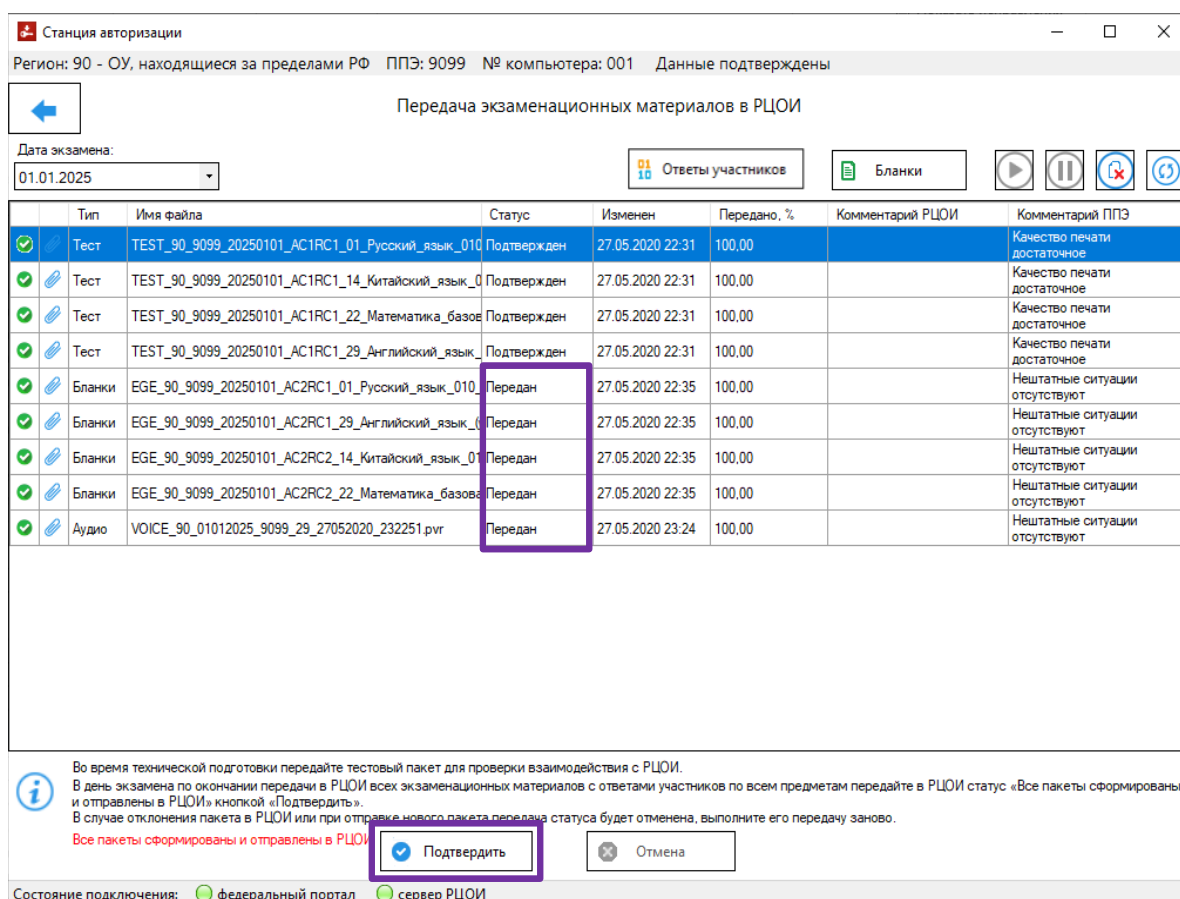 Станция авторизации
Регион: 90 - ОУ, находящиеся за пределами РФ ППЭ: 9099 № компьютера: 001 Данные подтверждены
Передача экзаменационных материалов в РЦОИ
Дата экзамена:
01.01.2025
Ответы участников
Бланки
Тип Имя файла Статус Изменен Передано, % Комментарий РЦОИ Комментарий ППЭ
Тест TEST_90_9099_20250101_AC1RC1_01_Русский_язык_010 Подтвержден 27.05.2020 22:31 100,00 Качество печати
достаточное
Тест TEST_90_9099_20250101_AC1RC1_14_Китайский_язык_0 Подтвержден 27.05.2020 22:31 100,00 Качество печати
достаточное
Тест TEST_90_9099_20250101_AC1RC1_22_Математика_базов Подтвержден 27.05.2020 22:31 100,00 Качество печати
достаточное
Тест TEST_90_9099_20250101_AC1RC1_29_Английский_язык_ Подтвержден 27.05.2020 22:31 100,00 Качество печати
достаточное
Бланки EGE_90_9099_20250101_AC2RC1_01_Русский_язык_010_ Передан 27.05.2020 22:35 100,00 Нештатные ситуации
отсутствуют
Бланки EGE_90_9099_20250101_AC2RC1_29_Английский_язык_( Передан 27.05.2020 22:35 100,00 Нештатные ситуации
отсутствуют
Бланки EGE_90_9099_20250101_AC2RC2_14_Китайский_язык_01 Передан 27.05.2020 22:35 100,00 Нештатные ситуации
отсутствуют
Бланки EGE_90_9099_20250101_AC2RC2_22_Математика_базова Передан 27.05.2020 22:35 100,00 Нештатные ситуации
отсутствуют
Аудио VOICE_90_01012025_9099_29_27052020_232251.pvr Передан 27.05.2020 23:24 100,00 Нештатные ситуации
отсутствуют
Во время технической подготовки передайте тестовый пакет для проверки взаимодействия с РЦОИ.
В день экзамена по окончании передачи в РЦОИ всех экзаменационных материалов с ответами участников по всем предметам передайте в РЦОИ статус «Все пакеты сформированы
и отправлены в РЦОИ» кнопкой «Подтвердить».
В случае отклонения пакета в РЦОИ или при отправке нового пакета передача статуса будет отменена, выполните его передачу заново.
Все пакеты сформированы и отправлены в РЦОИ
Подтвердить
Отмена
Состояние подключения: федеральный портал сервер РЦОИ